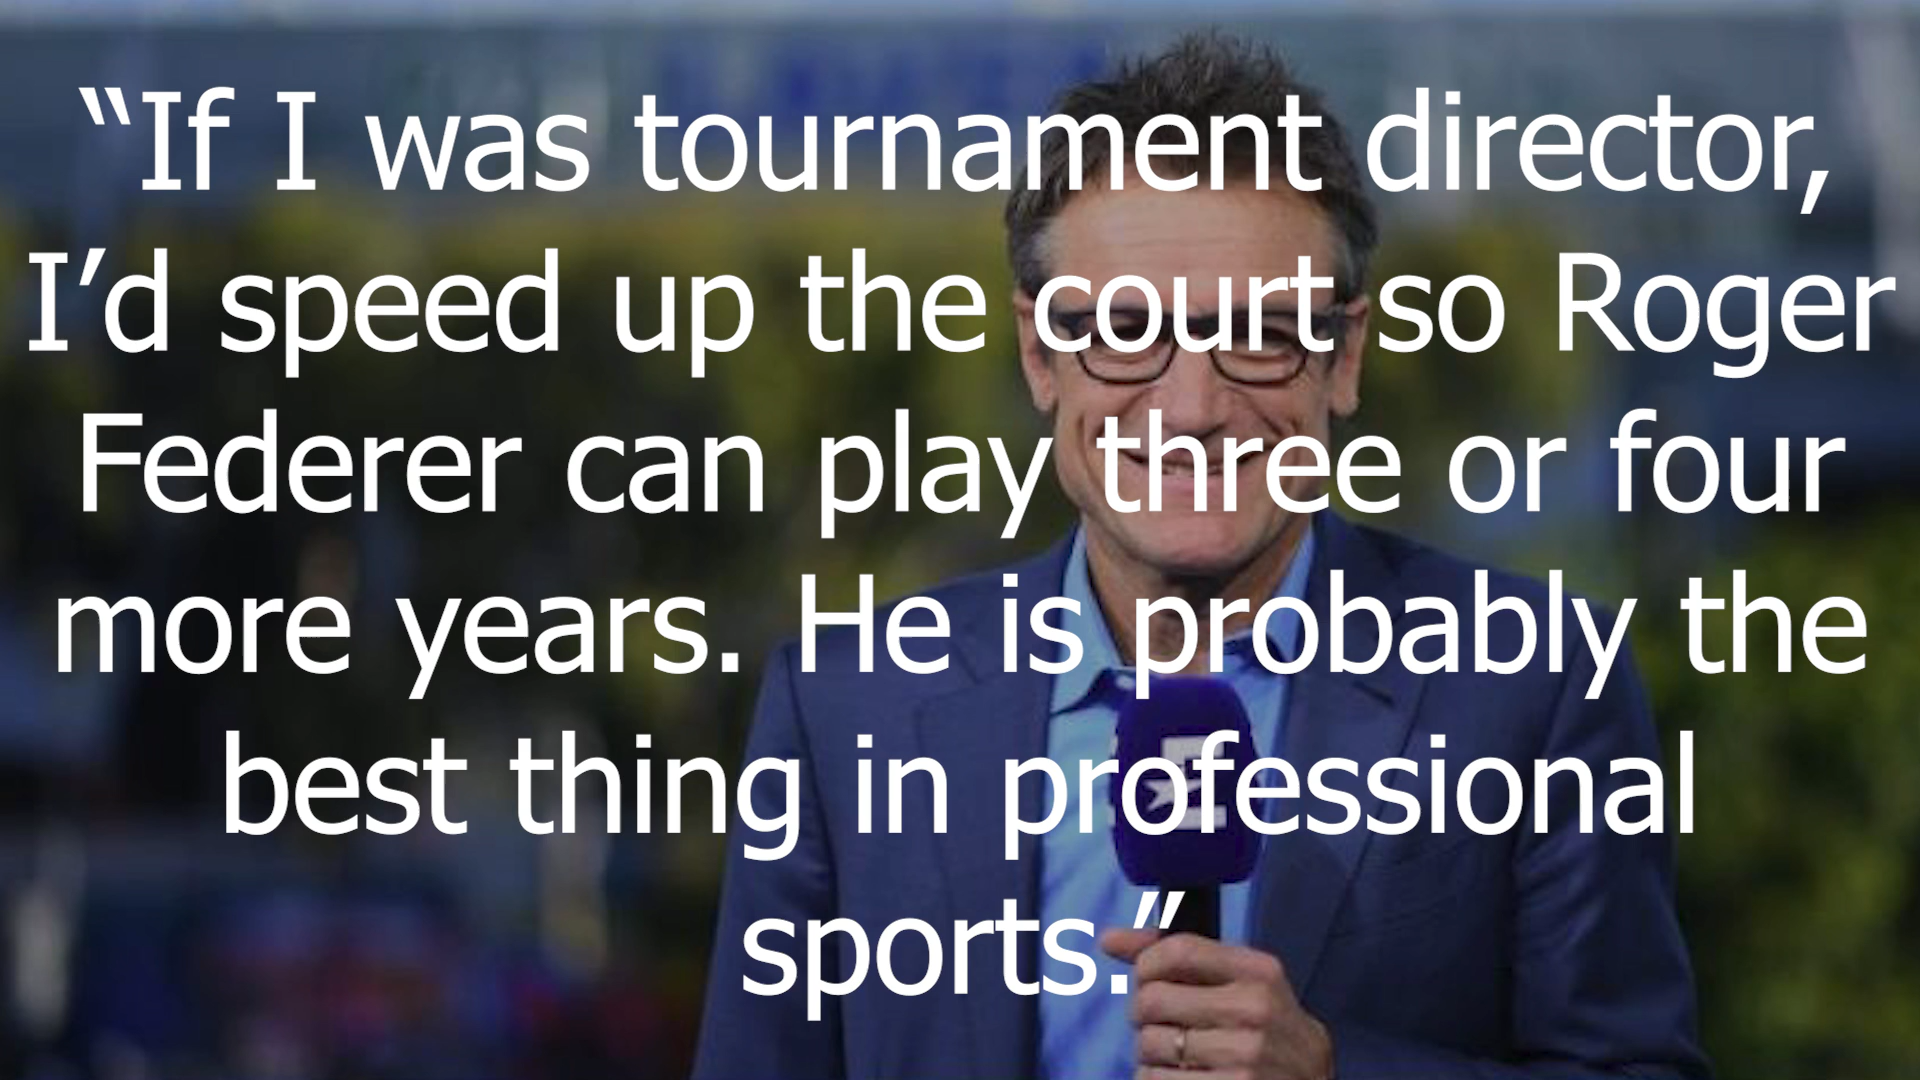 “If I was tournament director,
I’d speed up the court so Roger
Federer can play three or four
more years. He is probably the
best thing in professional
sports.”